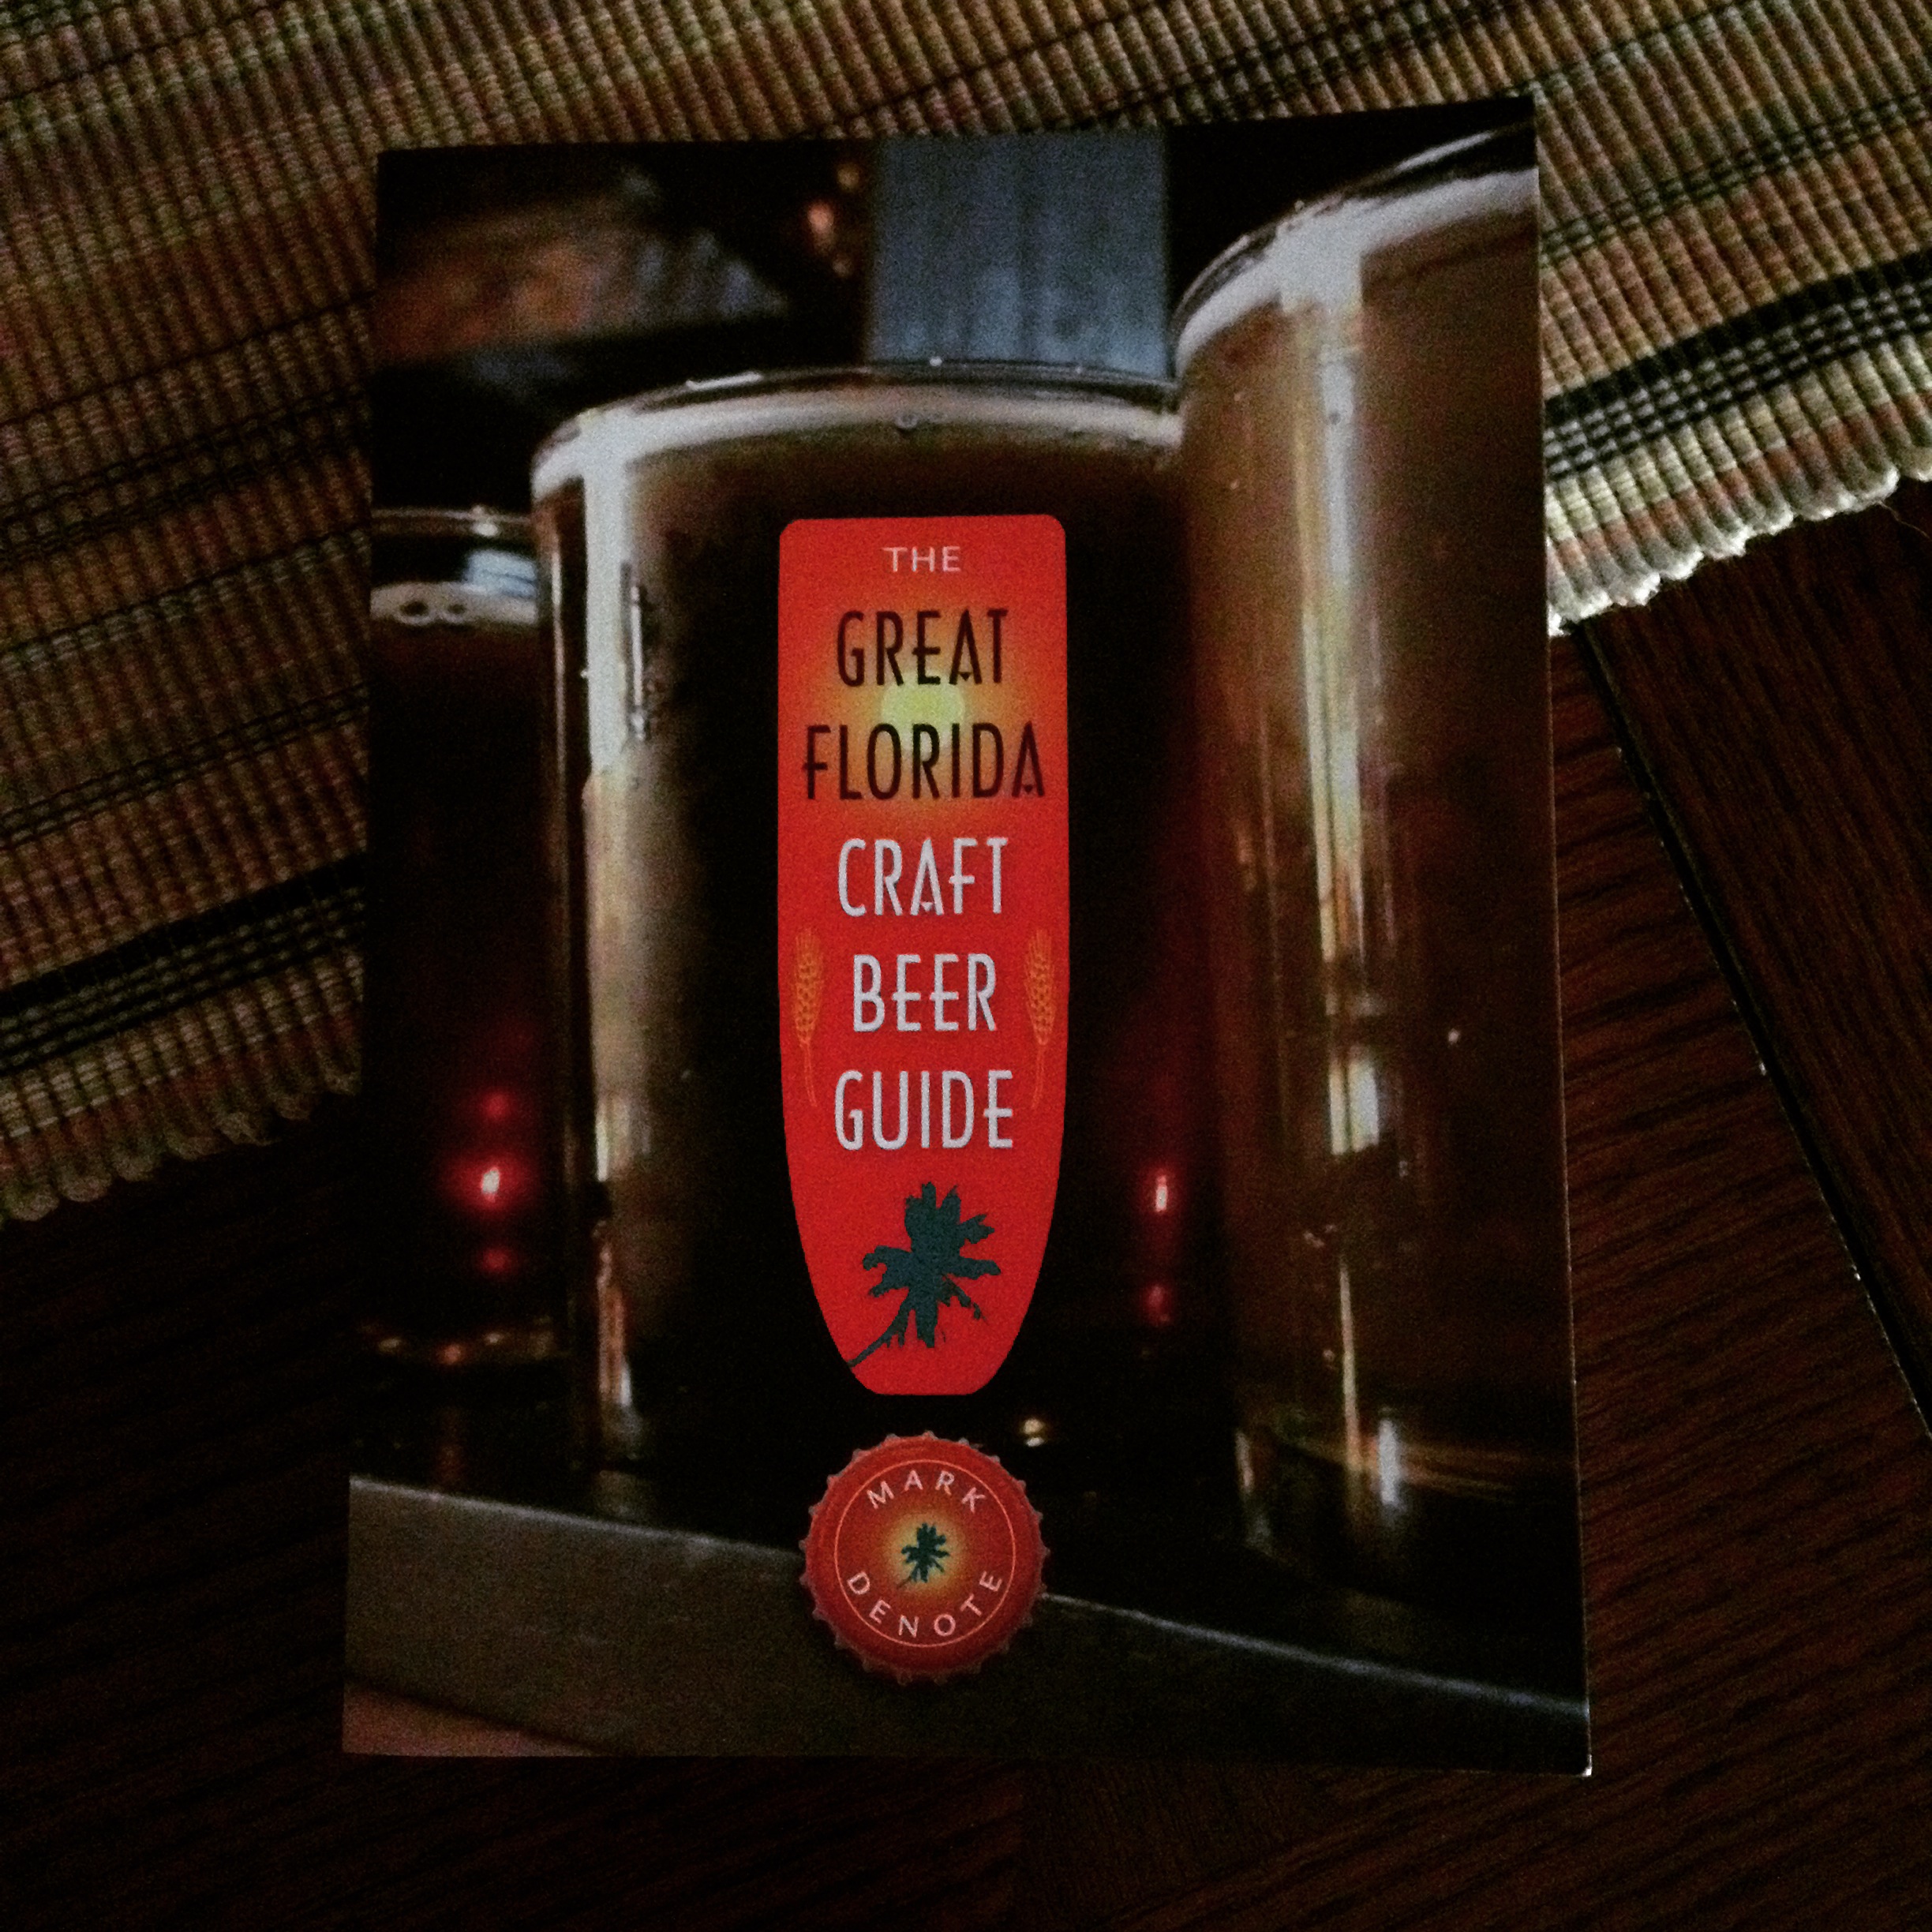 THE
GREAT
FLORIDA
CRAFT
BEER
GUIDE
MARK
DENOTE